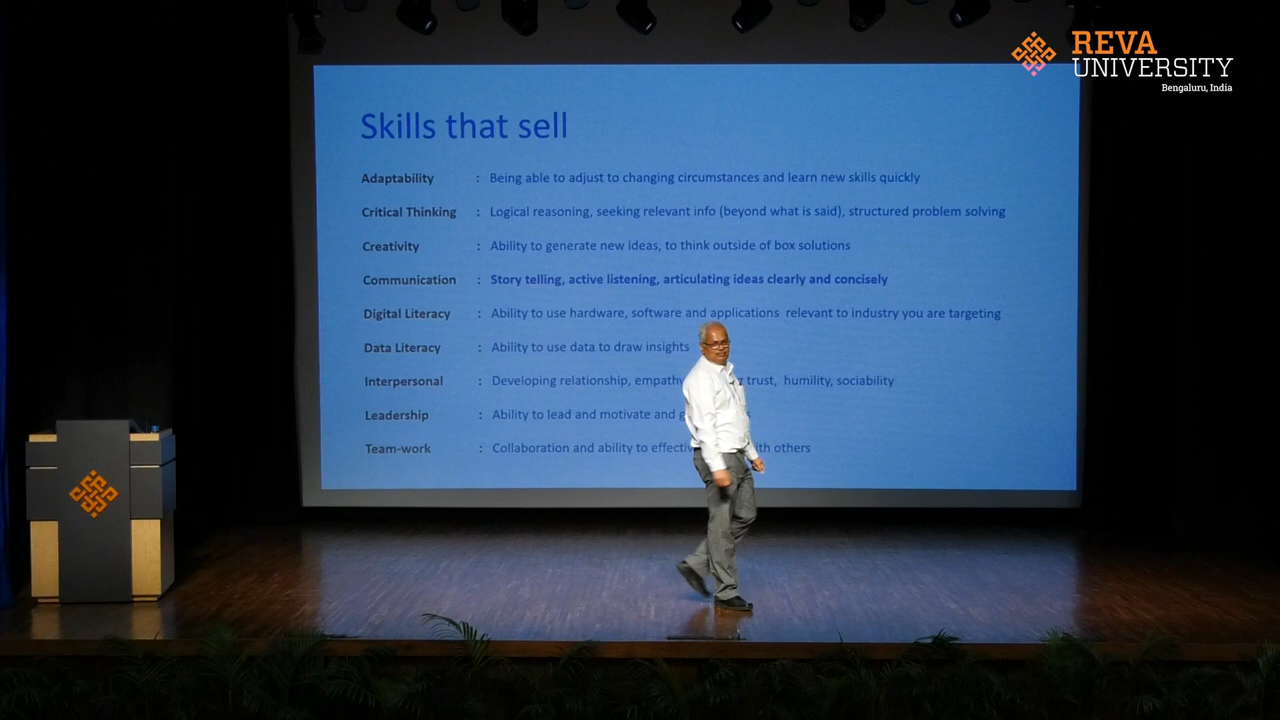 REVA
UNIVERSITY
Bengaluru, India
Skills that sell
Adaptability : Being able to adjust to changing circumstances and learn new skills quickly
Critical Thinking : Logical reasoning, seeking relevant info (beyond what is said), structured problem solving
Creativity : Ability to generate new ideas, to think outside of box solutions
Communication : Story telling, active listening, articulating ideas clearly and concisely
Digital Literacy : Ability to use hardware, software and applications relevant to industry you are targeting
Data Literacy : Ability to use data to draw insights
Interpersonal : Developing relationship, empathy trust, humility, sociability
Leadership : Ability to lead and motivate and
Team-work : Collaboration and ability to others